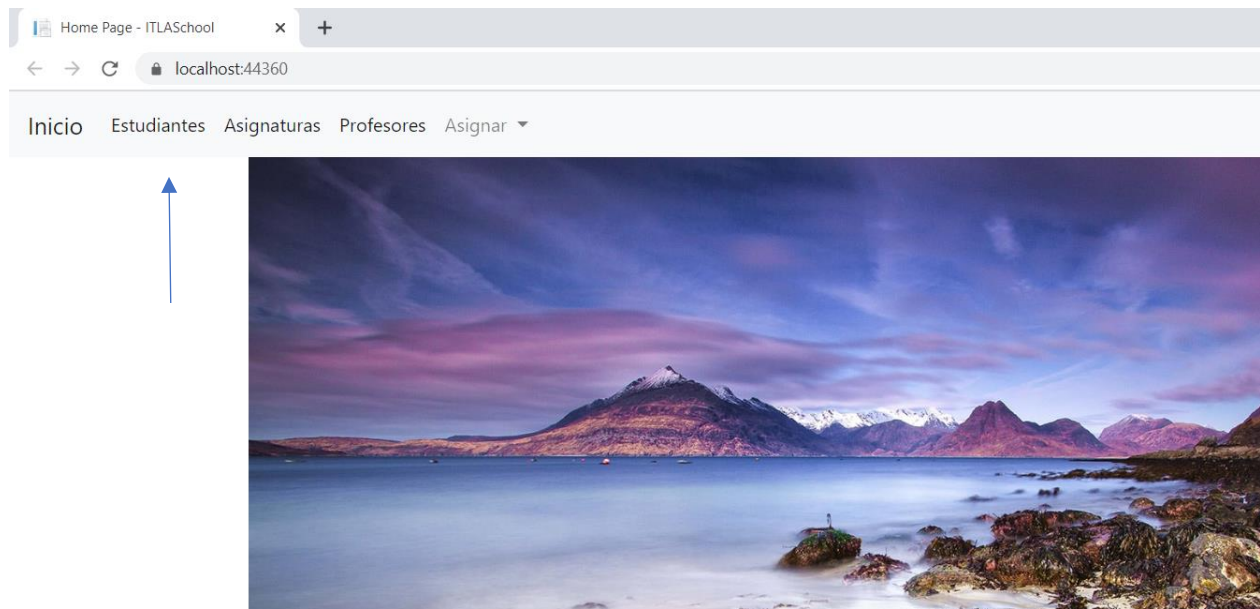 Home Page - ITLASchool
localhost:44360
Inicio Estudiantes Asignaturas Profesores Asignar